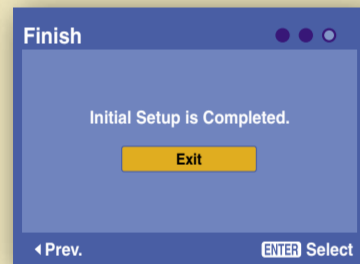 Finish
Initial Setup is Completed.
Exit
Prev.
ENTER Select